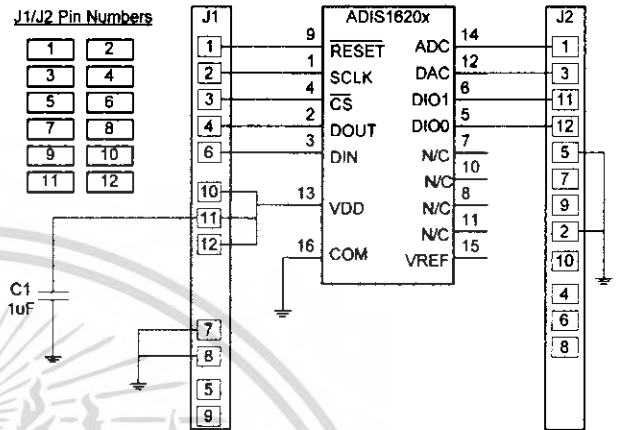 J1/J2 Pin Numbers
1 2
3 4
5 6
7 8
9 10
11 12
J1
1
2
3
4
6
10
11
12
7
8
5
9
C1
1uF
ADIS1620x
9 RESET
1 SCLK
4 CS
2 DOUT
3 DIN
13 VDD
16 COM
ADC 14
DAC 12
DIO1 6
DIO0 5
N/C 7
N/C 10
N/C 8
N/C 11
VREF 15
J2
1
3
11
12
5
7
9
2
10
4
6
8